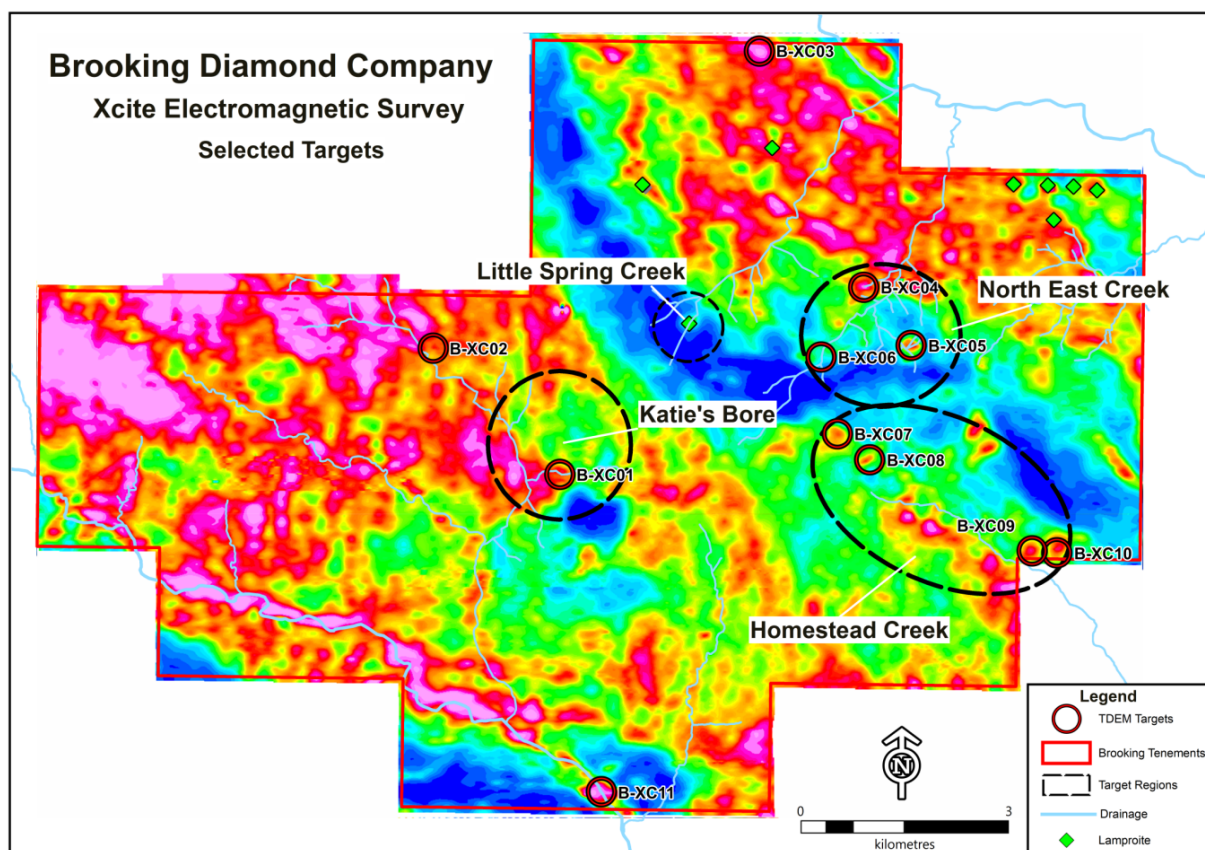 Brooking Diamond Company
Xcite Electromagnetic Survey
Selected Targets
B-XC03
Little Spring Creek
B-XC04
North East Creek
B-XC02
B-XC05
B-XC06
Katie's Bore
B-XC07
B-XC08
B-XC01
B-XC09
B-XC10
Homestead Creek
B-XC11
N
0
3
kilometres
Legend
TDEM Targets
Brooking Tenements
Target Regions
Drainage
Lamproite